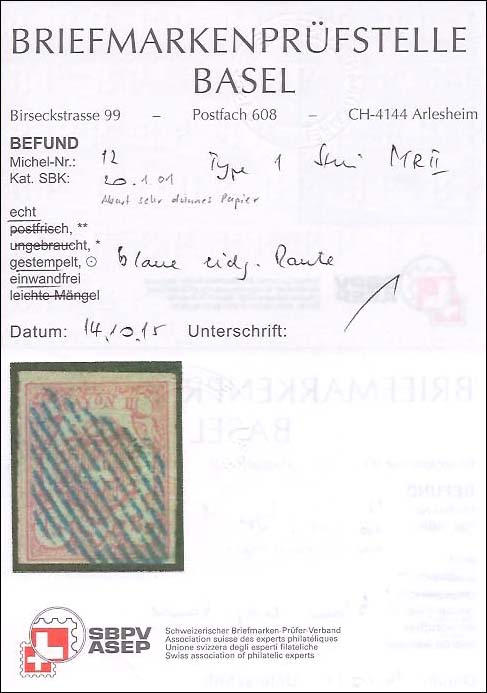 BRIEFMARKENPRÜFSTELLE
BASEL
Birseckstrasse 99 – Postfach 608 – CH-4144 Arlesheim
BEFUND
Michel-Nr.: 12 Type 1 Stein MR II
Kat. SBK: 20.1.01
Abart sehr dünnes Papier
echt
postfrisch, **
ungebraucht, *
gestempelt, ⊙ blaue eidg. Raute
einwandfrei
leichte Mängel
Datum: 14.10.15 Unterschrift:
SBPV
ASEP
Schweizerischer Briefmarken-Prüfer-Verband
Association suisse des experts philatéliques
Unione svizzera degli esperti filateliche
Swiss association of philatelic experts